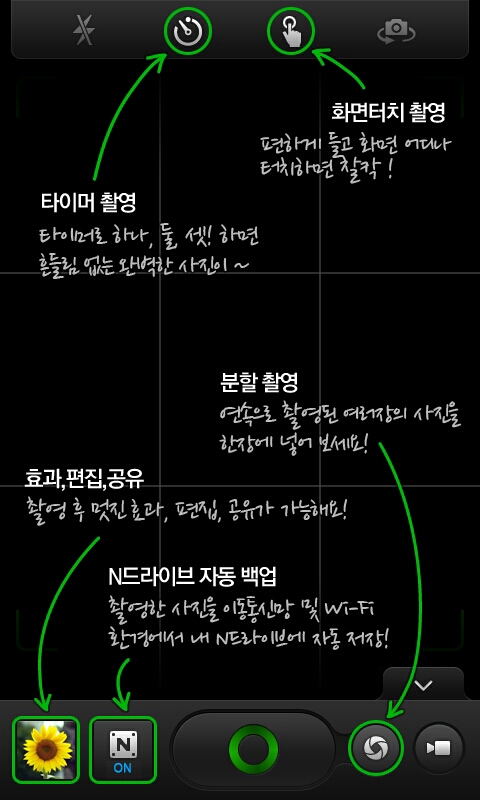 화면터치 촬영
편하게 들고 화면 어디나
터치하면 찰칵!
타이머 촬영
타이머로 하나, 둘, 셋! 하면
흔들림 없는 완벽한 사진이 ~
분할 촬영
연속으로 촬영된 여러장의 사진을
한장에 넣어 보세요!
효과,편집,공유
촬영 후 멋진 효과, 편집, 공유가 가능해요!
N드라이브 자동 백업
촬영한 사진을 이동통신망 및 Wi-Fi
환경에서 내 N드라이브에 자동 저장!
N
ON